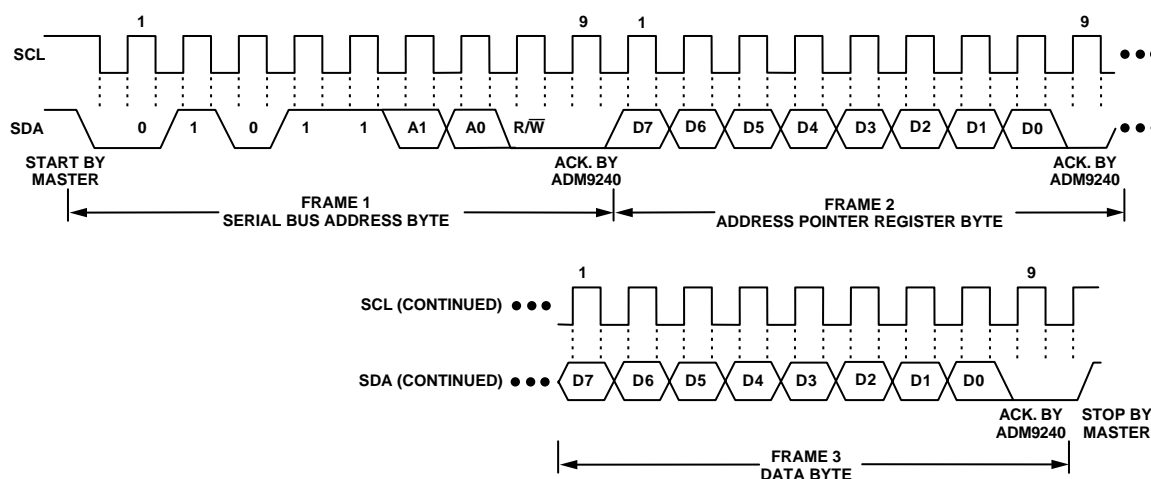 1 9 1 9
SCL
SDA 0 1 0 1 1 A1 A0 R/W̅ D7 D6 D5 D4 D3 D2 D1 D0
START BY
MASTER
ACK. BY
ADM9240
ACK. BY
ADM9240
FRAME 1
SERIAL BUS ADDRESS BYTE
FRAME 2
ADDRESS POINTER REGISTER BYTE
1 9
SCL (CONTINUED)
SDA (CONTINUED) D7 D6 D5 D4 D3 D2 D1 D0
ACK. BY
ADM9240
STOP BY
MASTER
FRAME 3
DATA BYTE